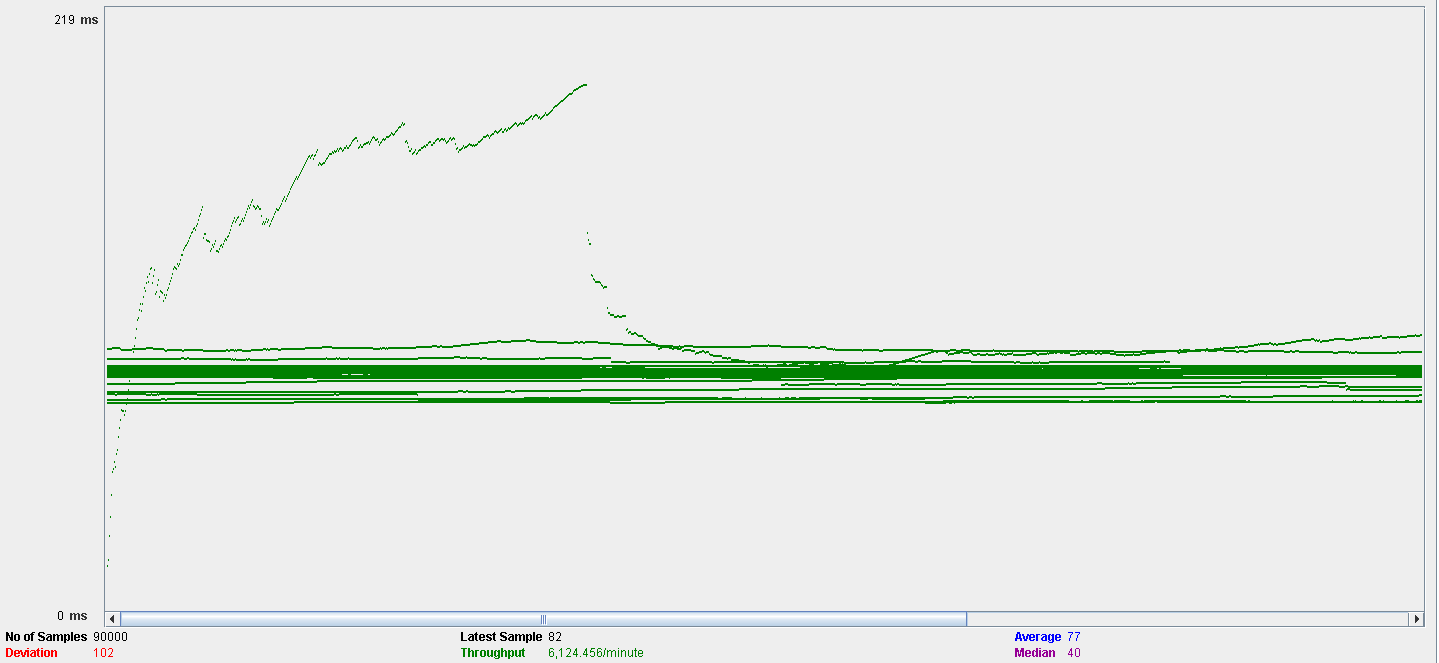 219 ms
0 ms
No of Samples 90000 Latest Sample 82 Average 77
Deviation 102 Throughput 6,124.456/minute Median 40